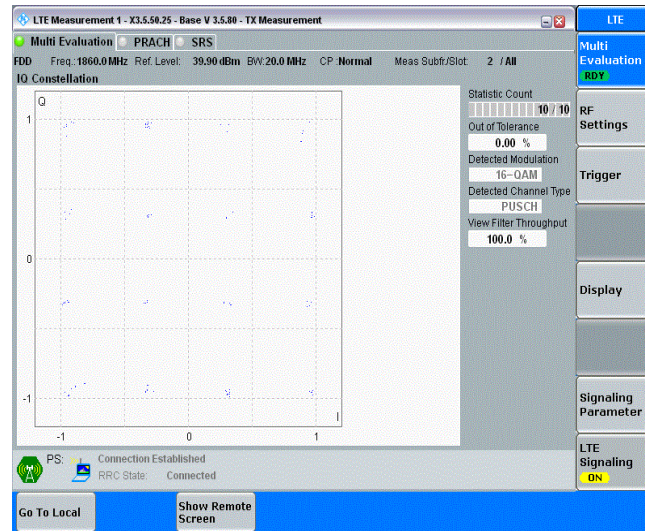 LTE Measurement 1 - X3.5.50.25 - Base V 3.5.80 - TX Measurement
LTE
Multi Evaluation PRACH SRS
Multi
Evaluation
RDY
FDD Freq.: 1860.0 MHz Ref. Level: 39.90 dBm BW: 20.0 MHz CP : Normal Meas Subfr./Slot: 2 / All
IQ Constellation
Statistic Count
10 / 10
Out of Tolerance
0.00 %
Detected Modulation
16-QAM
Detected Channel Type
PUSCH
View Filter Throughput
100.0 %
Q
1
0
-1
-1 0 1
I
RF
Settings
Trigger
Display
Signaling
Parameter
LTE
Signaling
ON
PS: Connection Established
RRC State: Connected
Go To Local
Show Remote
Screen